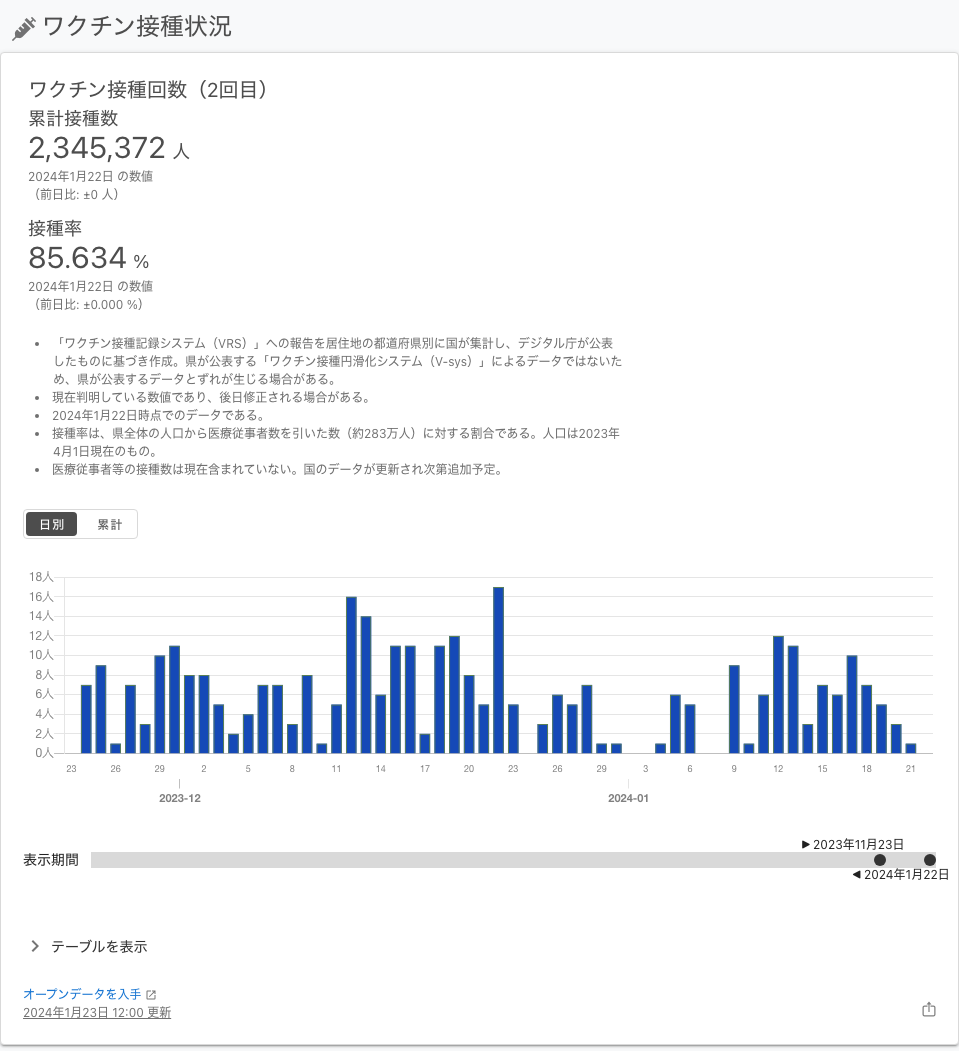 ワクチン接種状況
ワクチン接種回数（2回目）
累計接種数
2,345,372 人
2024年1月22日 の数値
（前日比: ±0 人）
接種率
85.634 %
2024年1月22日 の数値
（前日比: ±0.000 %）
• 「ワクチン接種記録システム（VRS）」への報告を居住地の都道府県別に国が集計し、デジタル庁が公表
したものに基づき作成。県が公表する「ワクチン接種円滑化システム（V-sys）」によるデータではないた
め、県が公表するデータとずれが生じる場合がある。
• 現在判明している数値であり、後日修正される場合がある。
• 2024年1月22日時点でのデータである。
• 接種率は、県全体の人口から医療従事者数を引いた数（約283万人）に対する割合である。人口は2023年
4月1日現在のもの。
• 医療従事者等の接種数は現在含まれていない。国のデータが更新され次第追加予定。
日別 累計
18人
16人
14人
12人
10人
8人
6人
4人
2人
0人
23 26 29 2 5 8 11 14 17 20 23 26 29 3 6 9 12 15 18 21
2023-12 2024-01
▶ 2023年11月23日
表示期間
◀ 2024年1月22日
テーブルを表示
オープンデータを入手
2024年1月23日 12:00 更新